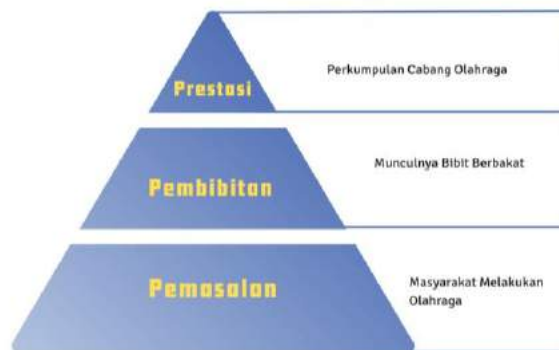 Prestasi
Perkumpulan Cabang Olahraga
Pembibitan
Munculnya Bibit Berbakat
Pemasalan
Masyarakat Melakukan
Olahraga